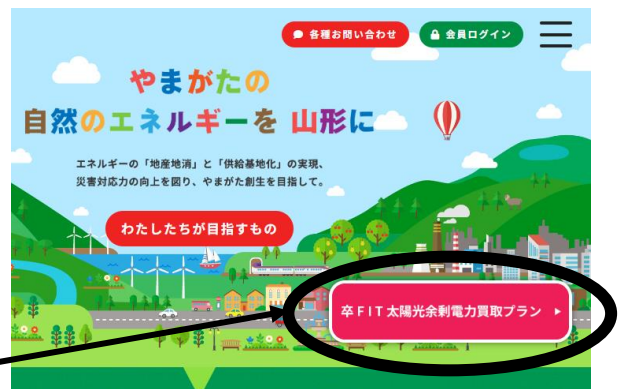 各種お問い合わせ
会員ログイン
やまがたの
自然のエネルギーを 山形に
エネルギーの「地産地消」と「供給基地化」の実現、
災害対応力の向上を図り、やまがた創生を目指して。
わたしたちが目指すもの
卒FIT太陽光余剰電力買取プラン